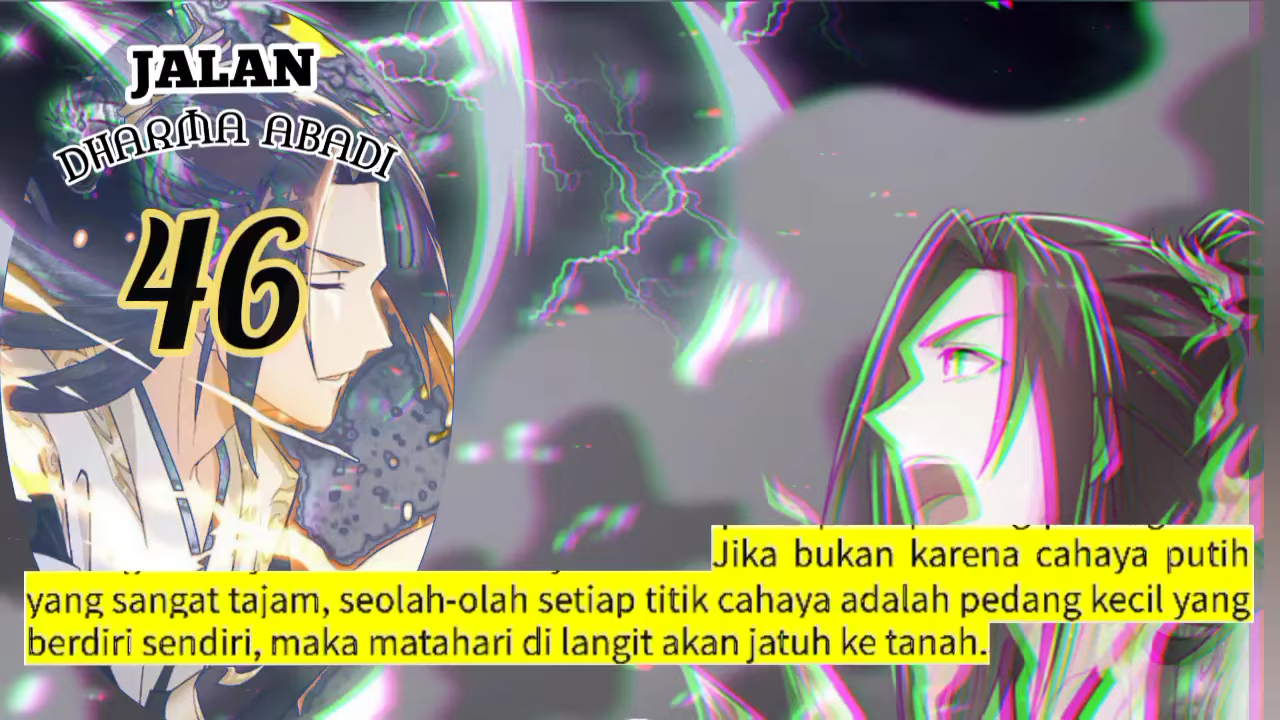 JALAN
DHARMA ABADI
46
Jika bukan karena cahaya putih
yang sangat tajam, seolah-olah setiap titik cahaya adalah pedang kecil yang
berdiri sendiri, maka matahari di langit akan jatuh ke tanah.